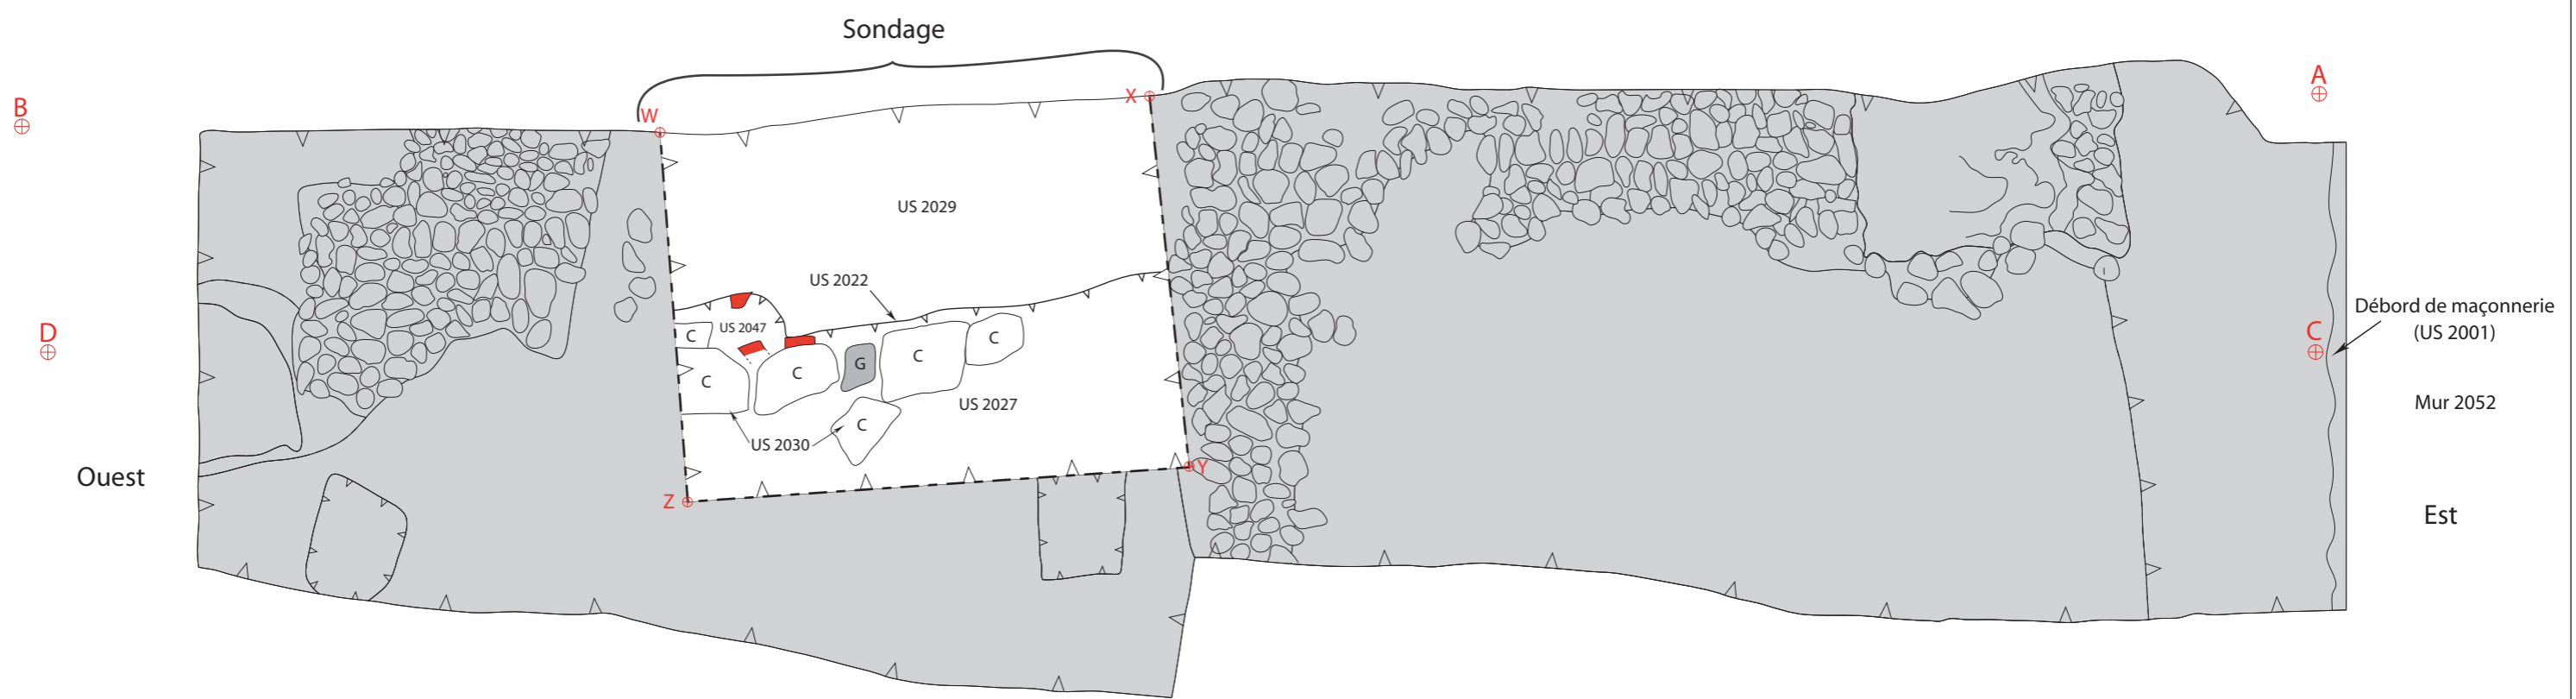 Sondage
A
B
X
W
US 2029
US 2022
Débord de maçonnerie
(US 2001)
US 2047
D
C
C
C
G
C
C
C
US 2027
Mur 2052
C
US 2030
Ouest
Y
Z
Est